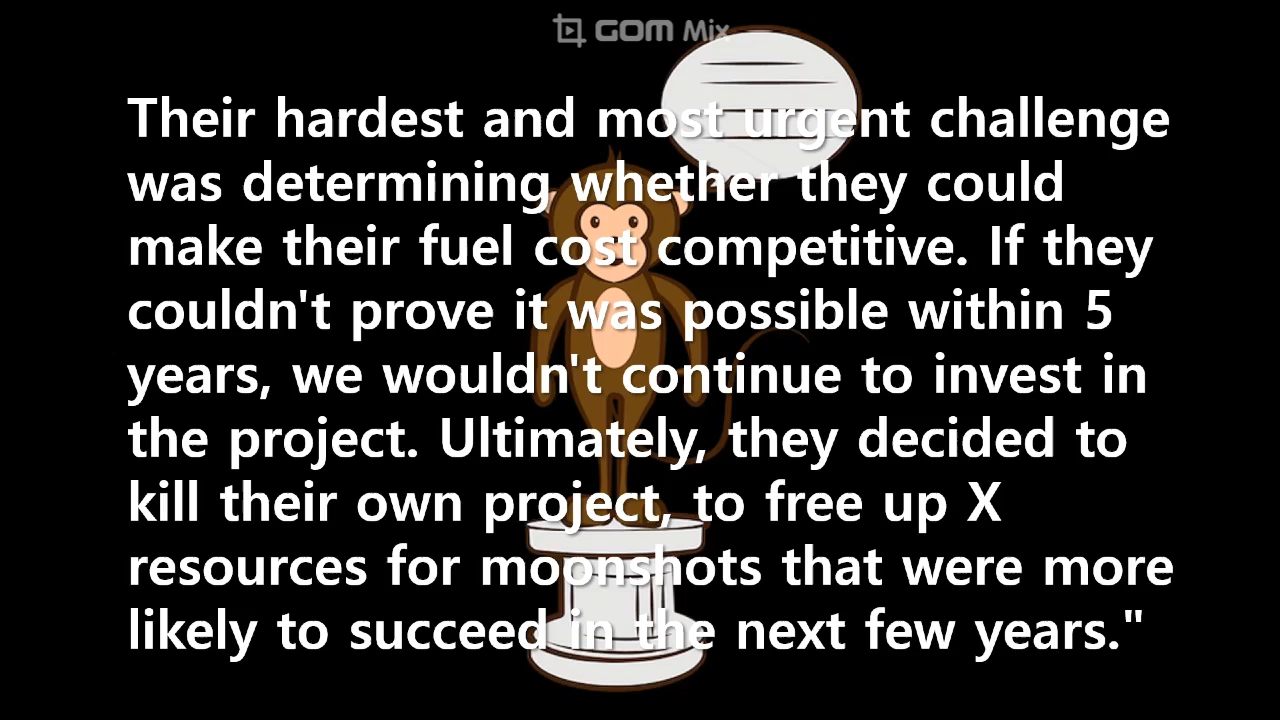 GOM Mix
Their hardest and most urgent challenge
was determining whether they could
make their fuel cost competitive. If they
couldn't prove it was possible within 5
years, we wouldn't continue to invest in
the project. Ultimately, they decided to
kill their own project, to free up X
resources for moonshots that were more
likely to succeed in the next few years."